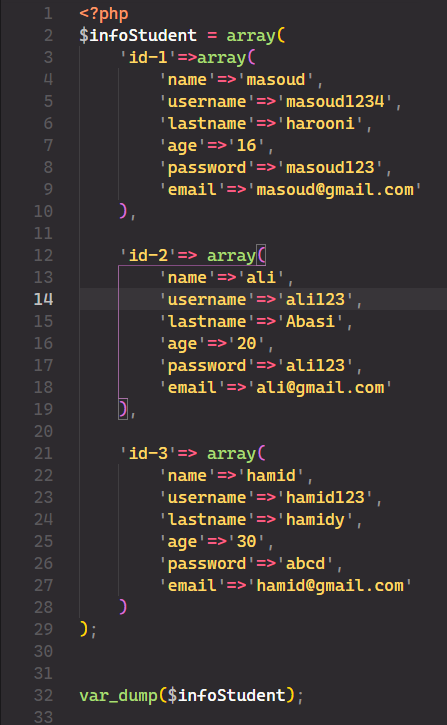 1 <?php
2 $infoStudent = array(
3     'id-1'=>array(
4         'name'=>'masoud',
5         'username'=>'masoud1234',
6         'lastname'=>'harooni',
7         'age'=>'16',
8         'password'=>'masoud123',
9         'email'=>'masoud@gmail.com'
10     ),
11
12     'id-2'=> array(
13         'name'=>'ali',
14         'username'=>'ali123',
15         'lastname'=>'Abasi',
16         'age'=>'20',
17         'password'=>'ali123',
18         'email'=>'ali@gmail.com'
19     ),
20
21     'id-3'=> array(
22         'name'=>'hamid',
23         'username'=>'hamid123',
24         'lastname'=>'hamidy',
25         'age'=>'30',
26         'password'=>'abcd',
27         'email'=>'hamid@gmail.com'
28     )
29 );
30
31
32 var_dump($infoStudent);
33